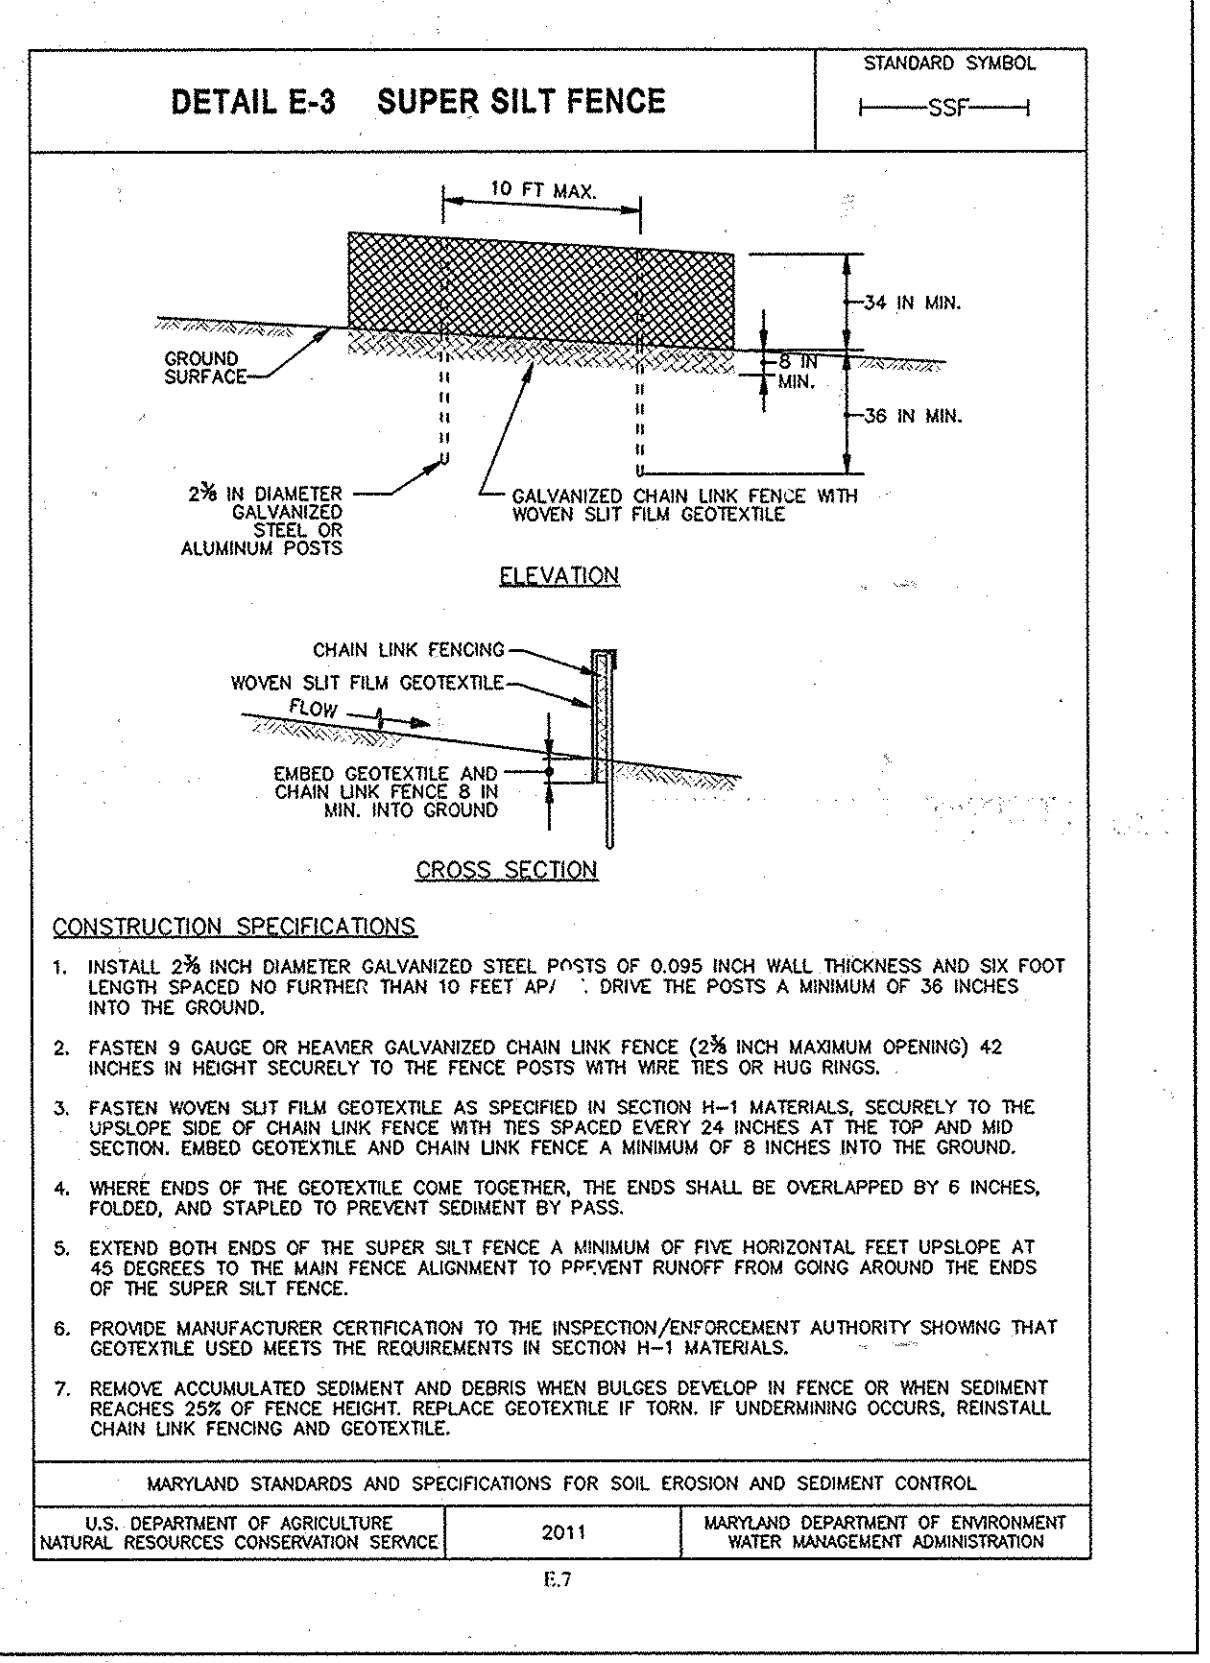 DETAIL E-3 SUPER SILT FENCE
STANDARD SYMBOL
SSF
10 FT MAX.
34 IN MIN.
GROUND
SURFACE
8 IN
MIN.
36 IN MIN.
2⅜ IN DIAMETER
GALVANIZED
STEEL OR
ALUMINUM POSTS
GALVANIZED CHAIN LINK FENCE WITH
WOVEN SLIT FILM GEOTEXTILE
ELEVATION
CHAIN LINK FENCING
WOVEN SLIT FILM GEOTEXTILE
FLOW
EMBED GEOTEXTILE AND
CHAIN LINK FENCE 8 IN
MIN. INTO GROUND
CROSS SECTION
CONSTRUCTION SPECIFICATIONS
1. INSTALL 2⅜ INCH DIAMETER GALVANIZED STEEL POSTS OF 0.095 INCH WALL THICKNESS AND SIX FOOT
LENGTH SPACED NO FURTHER THAN 10 FEET . DRIVE THE POSTS A MINIMUM OF 36 INCHES
INTO THE GROUND.
2. FASTEN 9 GAUGE OR HEAVIER GALVANIZED CHAIN LINK FENCE (2⅜ INCH MAXIMUM OPENING) 42
INCHES IN HEIGHT SECURELY TO THE FENCE POSTS WITH WIRE TIES OR HUG RINGS.
3. FASTEN WOVEN SLIT FILM GEOTEXTILE AS SPECIFIED IN SECTION H-1 MATERIALS, SECURELY TO THE
UPSLOPE SIDE OF CHAIN LINK FENCE WITH TIES SPACED EVERY 24 INCHES AT THE TOP AND MID
SECTION. EMBED GEOTEXTILE AND CHAIN LINK FENCE A MINIMUM OF 8 INCHES INTO THE GROUND.
4. WHERE ENDS OF THE GEOTEXTILE COME TOGETHER, THE ENDS SHALL BE OVERLAPPED BY 6 INCHES,
FOLDED, AND STAPLED TO PREVENT SEDIMENT BY PASS.
5. EXTEND BOTH ENDS OF THE SUPER SILT FENCE A MINIMUM OF FIVE HORIZONTAL FEET UPSLOPE AT
45 DEGREES TO THE MAIN FENCE ALIGNMENT TO PREVENT RUNOFF FROM GOING AROUND THE ENDS
OF THE SUPER SILT FENCE.
6. PROVIDE MANUFACTURER CERTIFICATION TO THE INSPECTION/ENFORCEMENT AUTHORITY SHOWING THAT
GEOTEXTILE USED MEETS THE REQUIREMENTS IN SECTION H-1 MATERIALS.
7. REMOVE ACCUMULATED SEDIMENT AND DEBRIS WHEN BULGES DEVELOP IN FENCE OR WHEN SEDIMENT
REACHES 25% OF FENCE HEIGHT. REPLACE GEOTEXTILE IF TORN. IF UNDERMINING OCCURS, REINSTALL
CHAIN LINK FENCING AND GEOTEXTILE.
MARYLAND STANDARDS AND SPECIFICATIONS FOR SOIL EROSION AND SEDIMENT CONTROL
U.S. DEPARTMENT OF AGRICULTURE
NATURAL RESOURCES CONSERVATION SERVICE
2011
MARYLAND DEPARTMENT OF ENVIRONMENT
WATER MANAGEMENT ADMINISTRATION
E.7